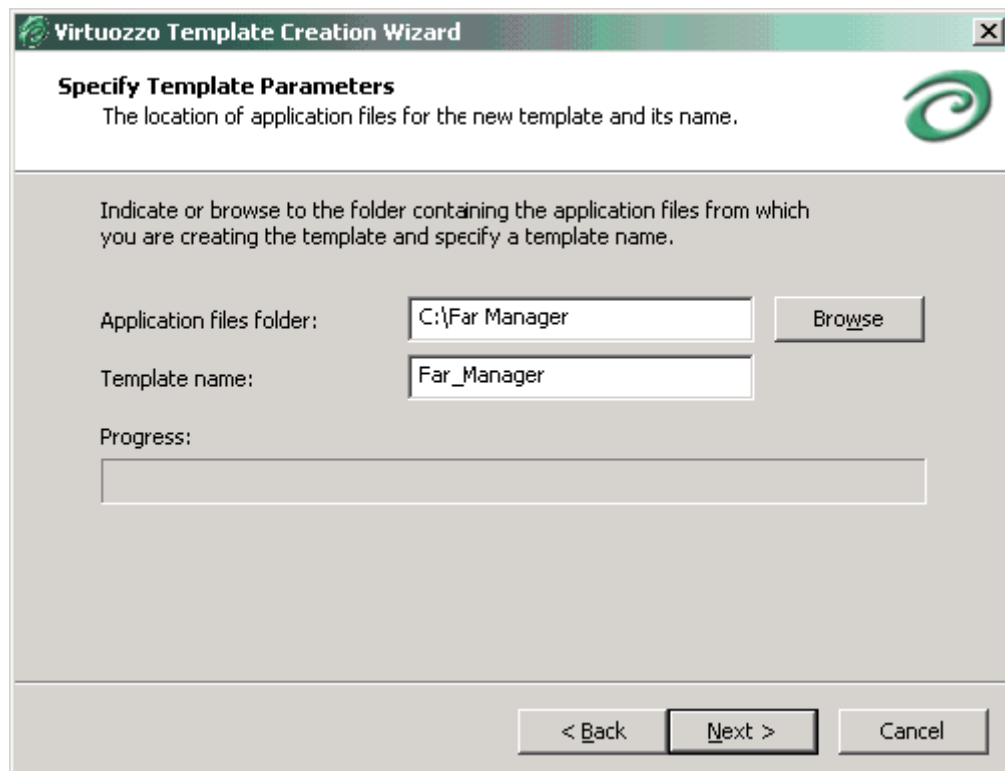 Virtuozzo Template Creation Wizard
Specify Template Parameters
The location of application files for the new template and its name.
Indicate or browse to the folder containing the application files from which
you are creating the template and specify a template name.
Application files folder:
C:\Far Manager
Browse
Template name:
Far_Manager
Progress:
< Back
Next >
Cancel